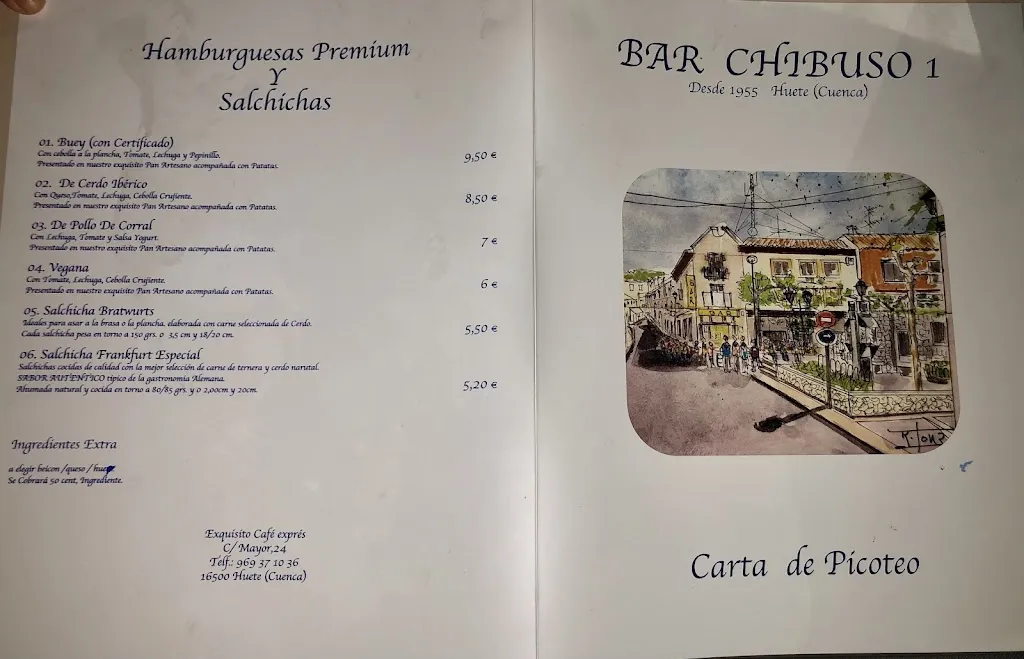 Hamburguesas Premium
Y
Salchichas
01. Buey (con Certificado)
Con cebolla a la plancha, Tomate, Lechuga y Pepinillo.
Presentado en nuestro exquisito Pan Artesano acompañada con Patatas.
9,50 €
02. De Cerdo Ibérico
Con Queso,Tomate, Lechuga, Cebolla Crujiente.
Presentado en nuestro exquisito Pan Artesano acompañada con Patatas.
8,50 €
03. De Pollo De Corral
Con Lechuga, Tomate y Salsa Yogurt.
Presentado en nuestro exquisito Pan Artesano acompañada con Patatas.
7 €
04. Vegana
Con Tomate, Lechuga, Cebolla Crujiente.
Presentado en nuestro exquisito Pan Artesano acompañada con Patatas.
6 €
05. Salchicha Bratwurts
Ideales para asar a la brasa o la plancha. elaborada con carne seleccionada de Cerdo.
Cada salchicha pesa en torno a 150 grs. o 3,5 cm y 18/20 cm.
5,50 €
06. Salchicha Frankfurt Especial
Salchichas cocidas de calidad con la mejor selección de carne de ternera y cerdo narutal.
SABOR AUTENTICO típico de la gastronomia Alemana.
Ahumada natural y cocida en torno a 80/85 grs. y o 2,00cm y 20cm.
5,20 €
Ingredientes Extra
a elegir beicon /queso / huevo
Se Cobrará 50 cent, Ingrediente.
Exquisito Café exprés
C/ Mayor,24
Telf.: 969 37 10 36
16500 Huete (Cuenca)
BAR CHIBUSO 1
Desde 1955 Huete (Cuenca)
BAR
Carta de Picoteo